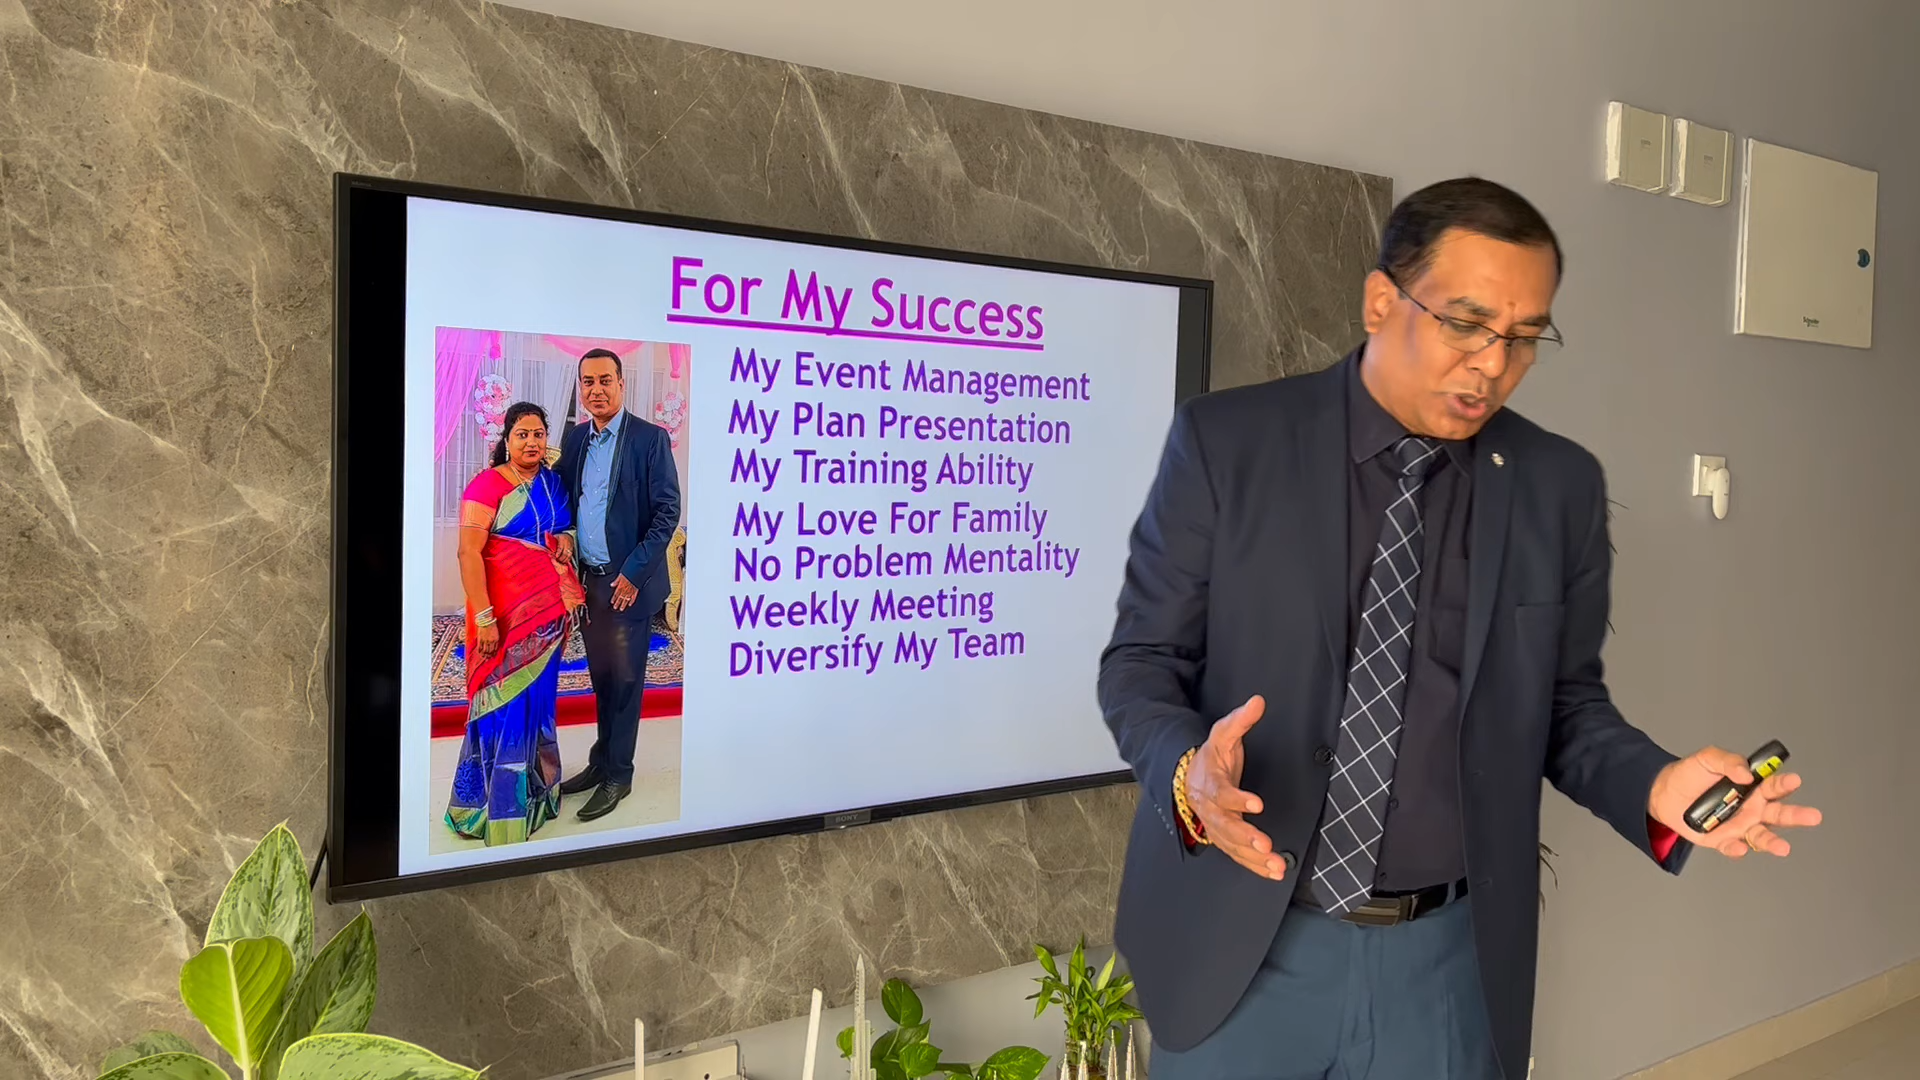 For My Success
My Event Management
My Plan Presentation
My Training Ability
My Love For Family
No Problem Mentality
Weekly Meeting
Diversify My Team
SONY
Schneider